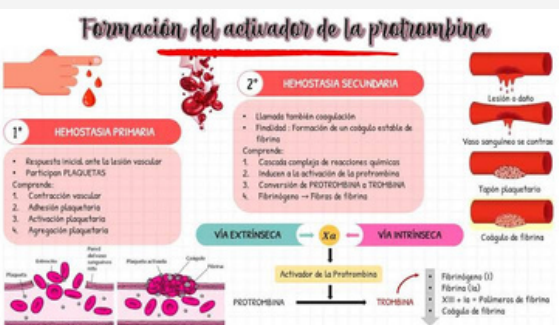 Formación del activador de la protrombina
1°
HEMOSTASIA PRIMARIA
• Respuesta inicial ante la lesión vascular
• Participan PLAQUETAS
Comprende:
1. Contracción vascular
2. Adhesión plaquetaria
3. Activación plaquetaria
4. Agregación plaquetaria
2°
HEMOSTASIA SECUNDARIA
• Llamada también coagulación
• Finalidad : Formación de un coágulo estable de
fibrina
Comprende:
1. Cascada compleja de reacciones químicas
2. Inducen a la activación de la protrombina
3. Conversión de PROTROMBINA a TROMBINA
4. Fibrinógeno → Fibras de fibrina
Lesión o daño
Vaso sanguíneo se contrae
Tapón plaquetario
Coágulo de fibrina
VÍA EXTRÍNSECA
Xa
VÍA INTRÍNSECA
Activador de la Protrombina
PROTROMBINA
TROMBINA
Fibrinógeno (I)
Fibrina (Ia)
XIII + Ia = Polímeros de fibrina
Coágulo de fibrina
Plaqueta
Pared
del vaso
sanguíneo
Plaqueta activada
Coágulo
Fibrina